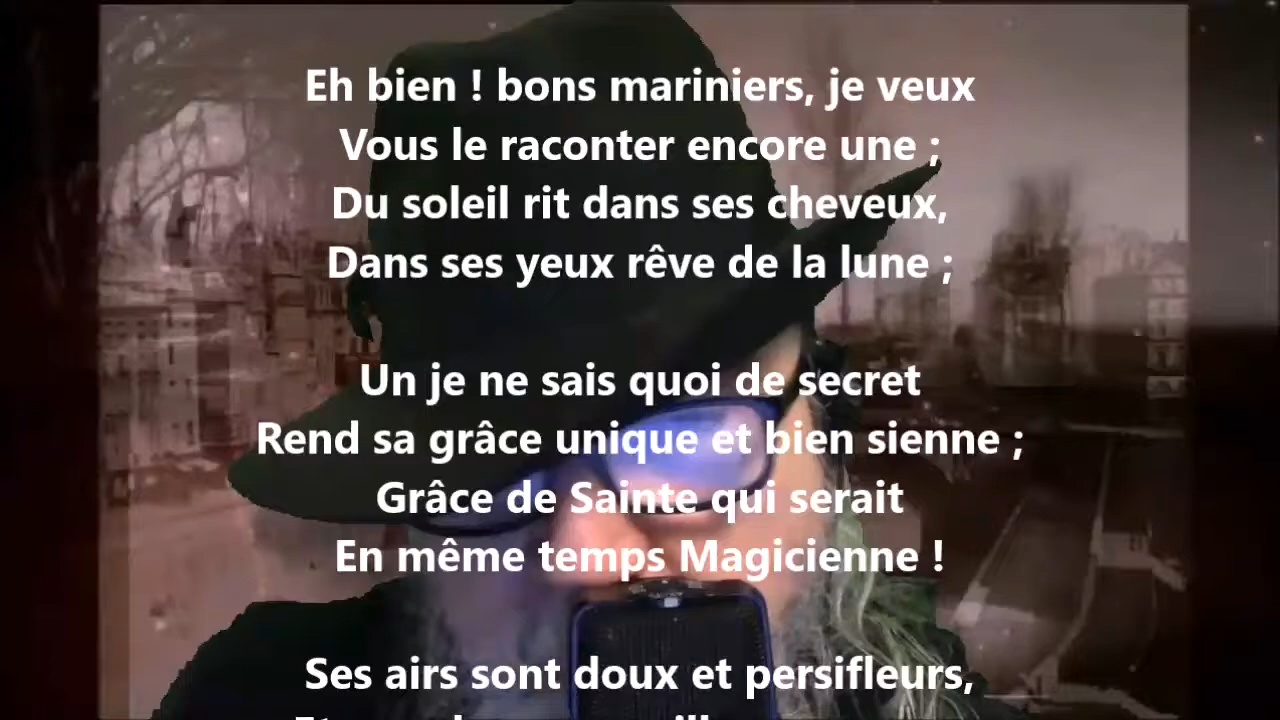 Eh bien ! bons mariniers, je veux
Vous le raconter encore une ;
Du soleil rit dans ses cheveux,
Dans ses yeux rêve de la lune ;
Un je ne sais quoi de secret
Rend sa grâce unique et bien sienne ;
Grâce de Sainte qui serait
En même temps Magicienne !
Ses airs sont doux et persifleurs,